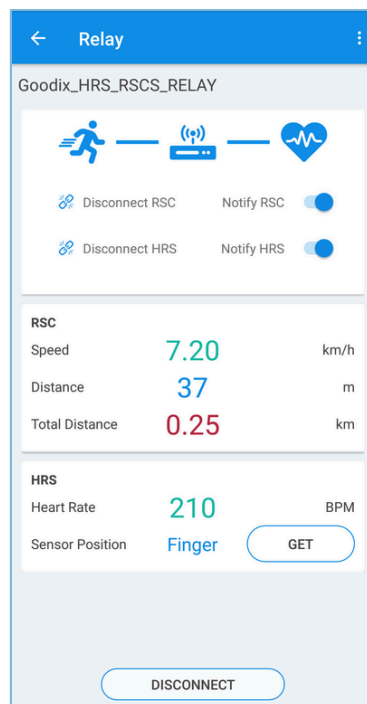 Relay
Goodix_HRS_RSCS_RELAY
Disconnect RSC Notify RSC
Disconnect HRS Notify HRS
RSC
Speed 7.20 km/h
Distance 37 m
Total Distance 0.25 km
HRS
Heart Rate 210 BPM
Sensor Position Finger GET
DISCONNECT